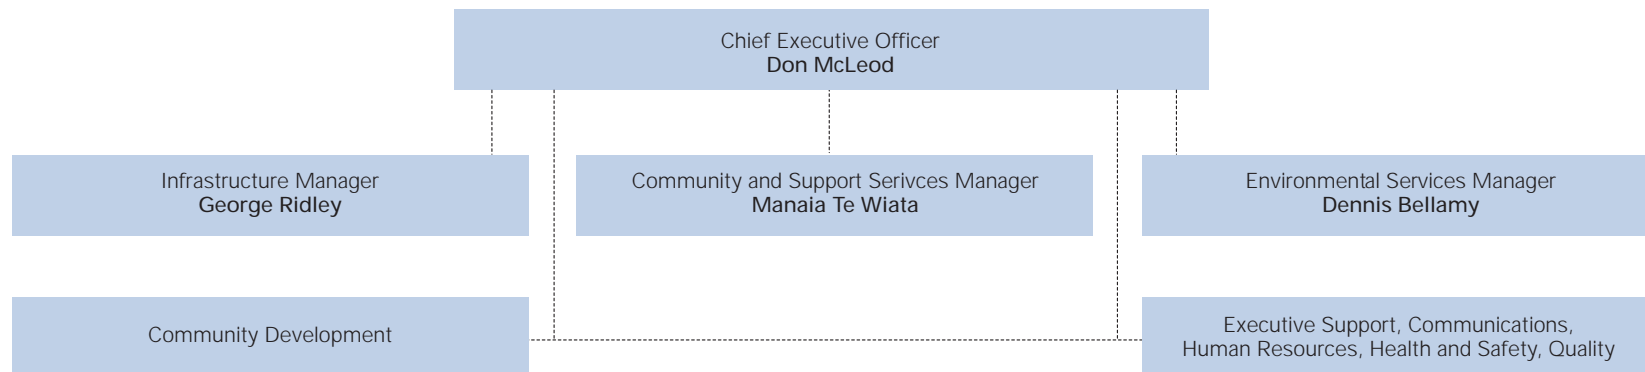 Chief Executive Officer
Don McLeod
Infrastructure Manager
George Ridley
Community and Support Serivces Manager
Manaia Te Wiata
Environmental Services Manager
Dennis Bellamy
Community Development
Executive Support, Communications,
Human Resources, Health and Safety, Quality